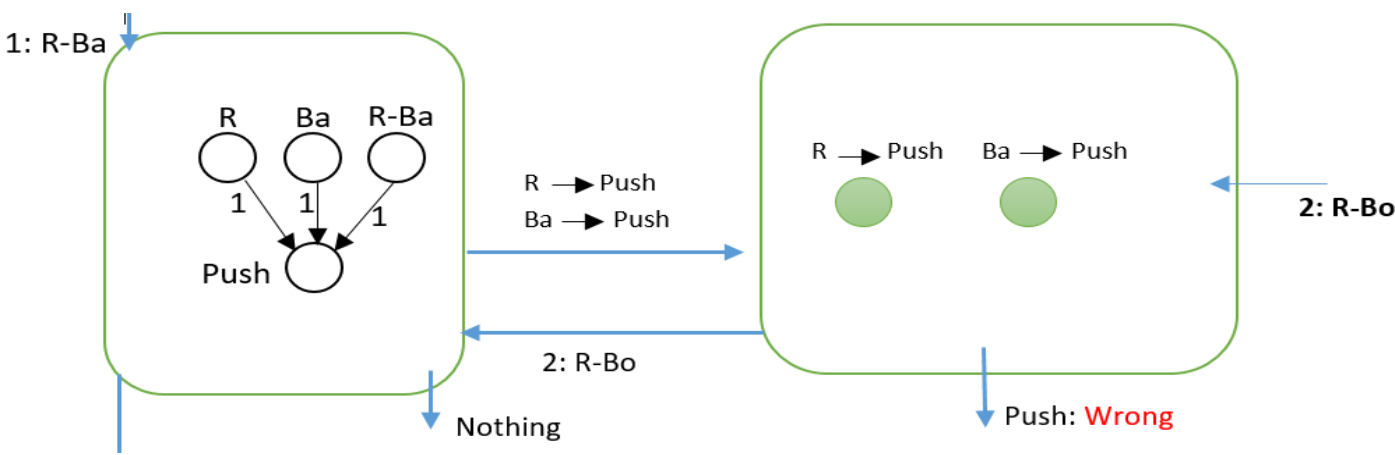 1: R-Ba
R Ba R-Ba
1 1 1
Push
R Push
Ba Push
2: R-Bo
Nothing
R Push Ba Push
2: R-Bo
Push: Wrong